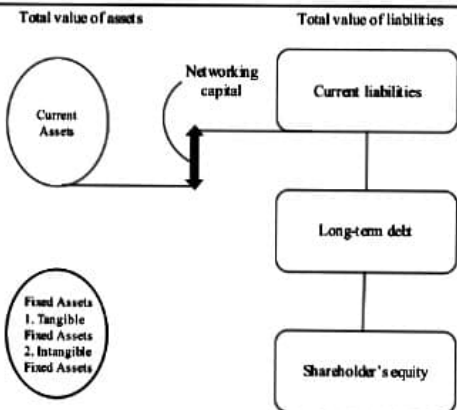 Total value of assets
Total value of liabilities
Networking
capital
Current
Assets
Current liabilities
Long-term debt
Fixed Assets
1. Tangible
Fixed Assets
2. Intangible
Fixed Assets
Shareholder's equity